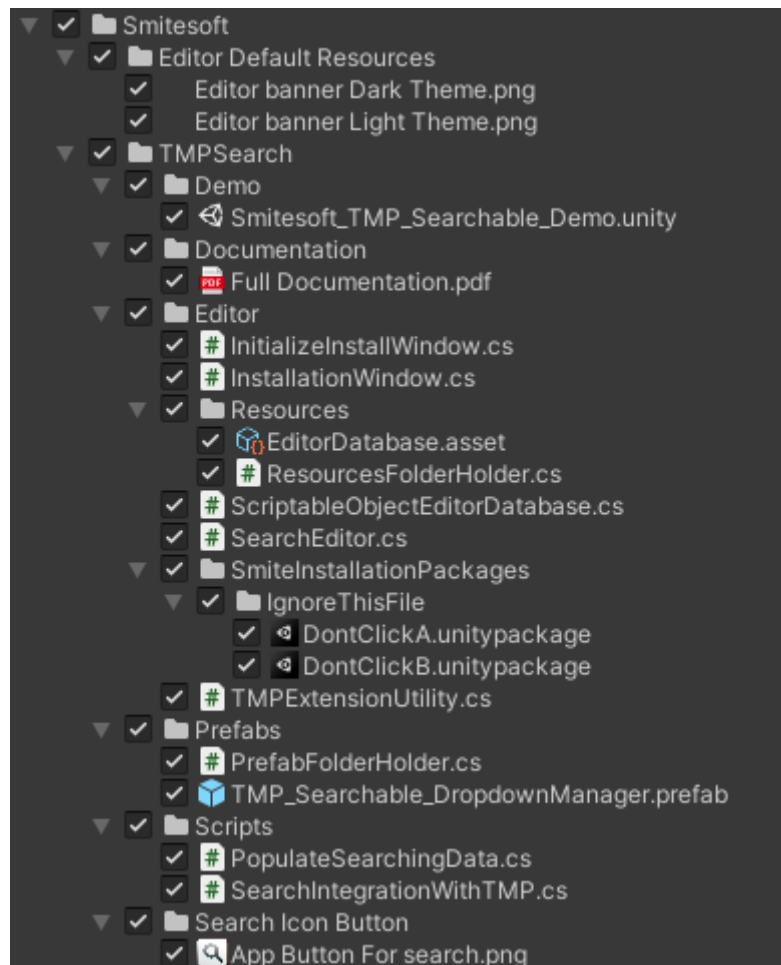 Smitesoft
Editor Default Resources
Editor banner Dark Theme.png
Editor banner Light Theme.png
TMPSearch
Demo
Smitesoft_TMP_Searchable_Demo.unity
Documentation
PDF Full Documentation.pdf
Editor
# InitializeInstallWindow.cs
# InstallationWindow.cs
Resources
EditorDatabase.asset
# ResourcesFolderHolder.cs
# ScriptableObjectEditorDatabase.cs
# SearchEditor.cs
SmiteInstallationPackages
IgnoreThisFile
DontClickA.unitypackage
DontClickB.unitypackage
# TMPExtensionUtility.cs
Prefabs
# PrefabFolderHolder.cs
TMP_Searchable_DropdownManager.prefab
Scripts
# PopulateSearchingData.cs
# SearchIntegrationWithTMP.cs
Search Icon Button
App Button For search.png